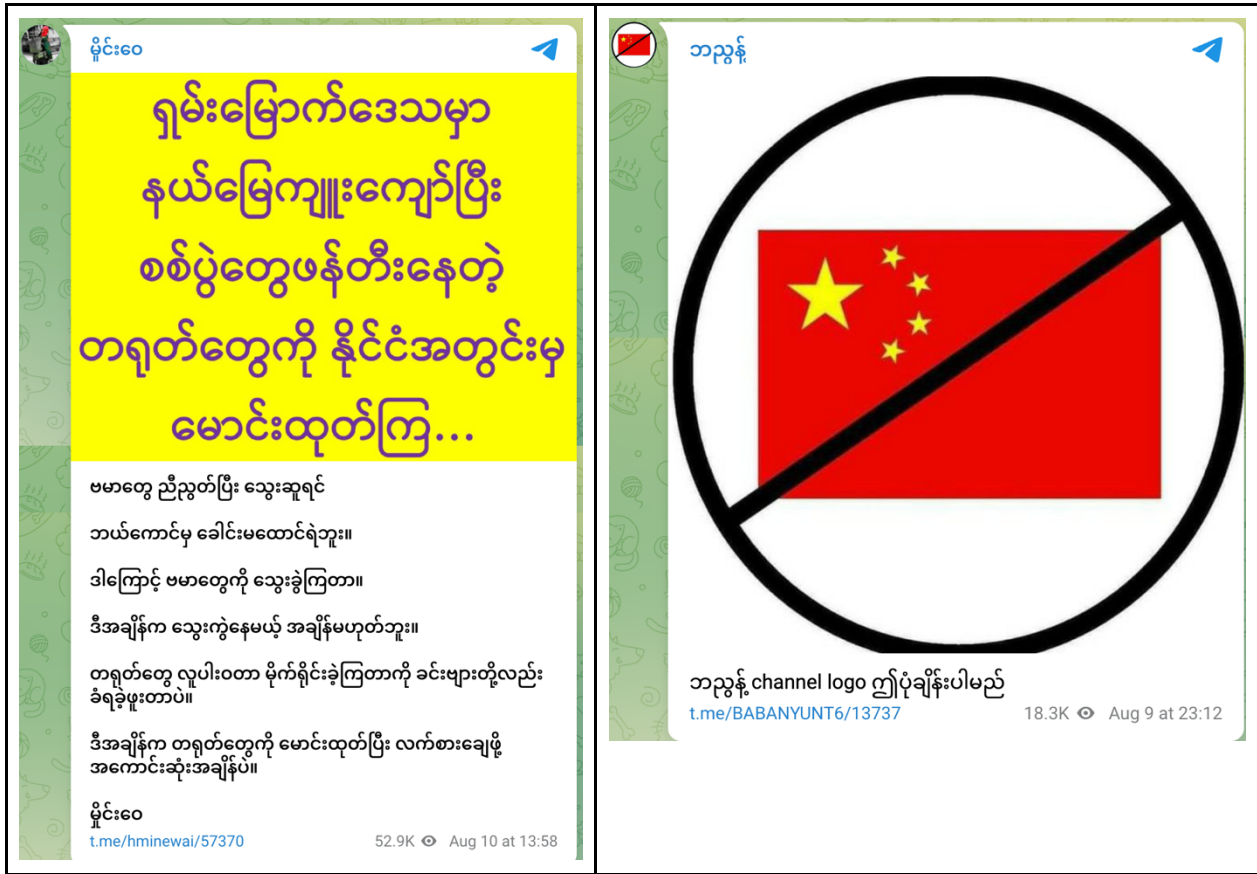 မှိုင်းဝေ
ရှမ်းမြောက်ဒေသမှာ
နယ်မြေကျူးကျော်ပြီး
စစ်ပွဲတွေဖန်တီးနေတဲ့
တရုတ်တွေကို နိုင်ငံအတွင်းမှ
မောင်းထုတ်ကြ...
ဗမာတွေ ညီညွတ်ပြီး သွေးဆူရင်
ဘယ်ကောင်မှ ခေါင်းမထောင်ရဲဘူး။
ဒါကြောင့် ဗမာတွေကို သွေးခွဲကြတာ။
ဒီအချိန်က သွေးကွဲနေမယ့် အချိန်မဟုတ်ဘူး။
တရုတ်တွေ လူပါးဝတာ မိုက်ရိုင်းခဲ့ကြတာကို ခင်းဗျားတို့လည်း
ခံရခဲ့ဖူးတာပဲ။
ဒီအချိန်က တရုတ်တွေကို မောင်းထုတ်ပြီး လက်စားချေဖို့
အကောင်းဆုံးအချိန်ပဲ။
မှိုင်းဝေ
t.me/hminewai/57370 52.9K Aug 10 at 13:58
ဘညွန့်
ဘညွန့် channel logo ဤပုံချိန်းပါမည်
t.me/BABANYUNT6/13737 18.3K Aug 9 at 23:12